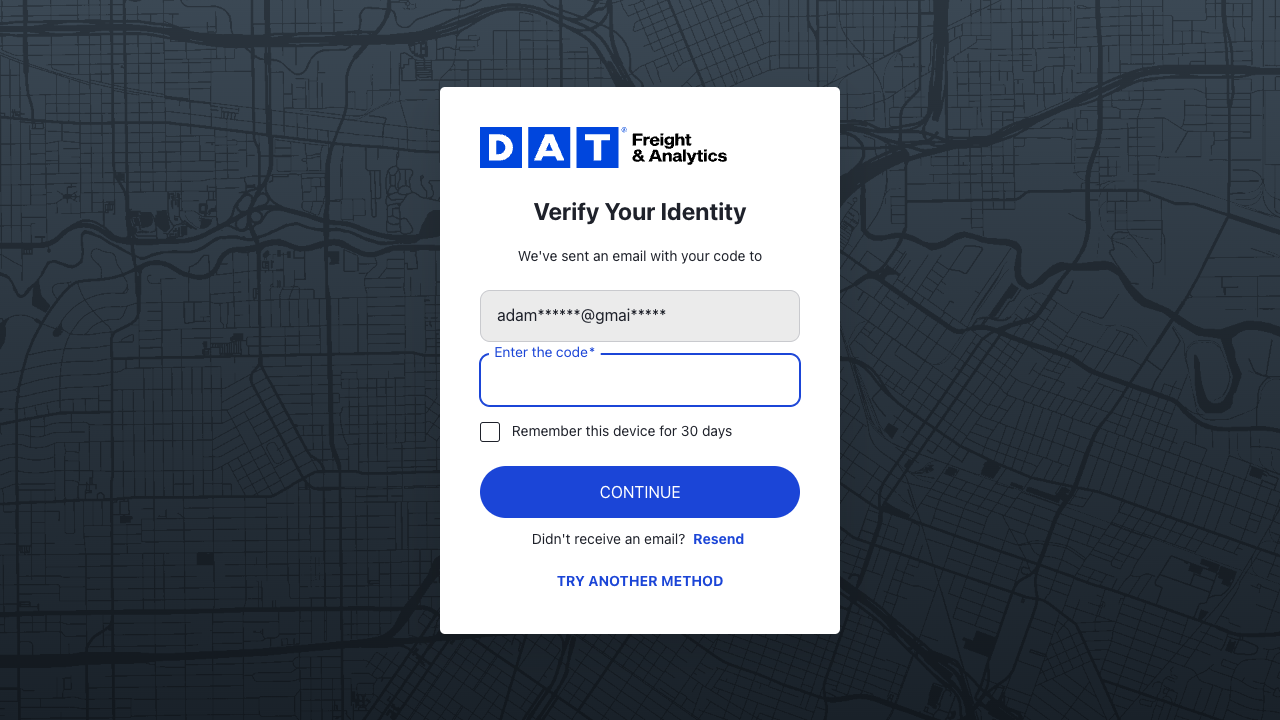 DAT® Freight
& Analytics
Verify Your Identity
We've sent an email with your code to
adam******@gmai*****
Enter the code*
Remember this device for 30 days
CONTINUE
Didn't receive an email? Resend
TRY ANOTHER METHOD